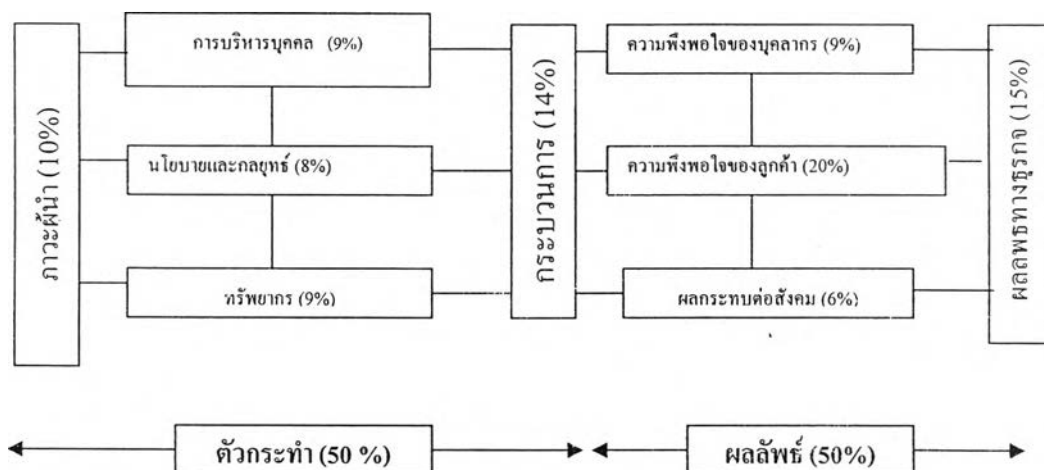 ภาวะผู้นำ (10%)
การบริหารบุคคล (9%)
นโยบายและกลยุทธ์ (8%)
ทรัพยากร (9%)
กระบวนการ (14%)
ความพึงพอใจของบุคลากร (9%)
ความพึงพอใจของลูกค้า (20%)
ผลกระทบต่อสังคม (6%)
ผลลพธทางธุรกจ (15%)
ตัวกระทำ (50 %)
ผลลัพธ์ (50%)